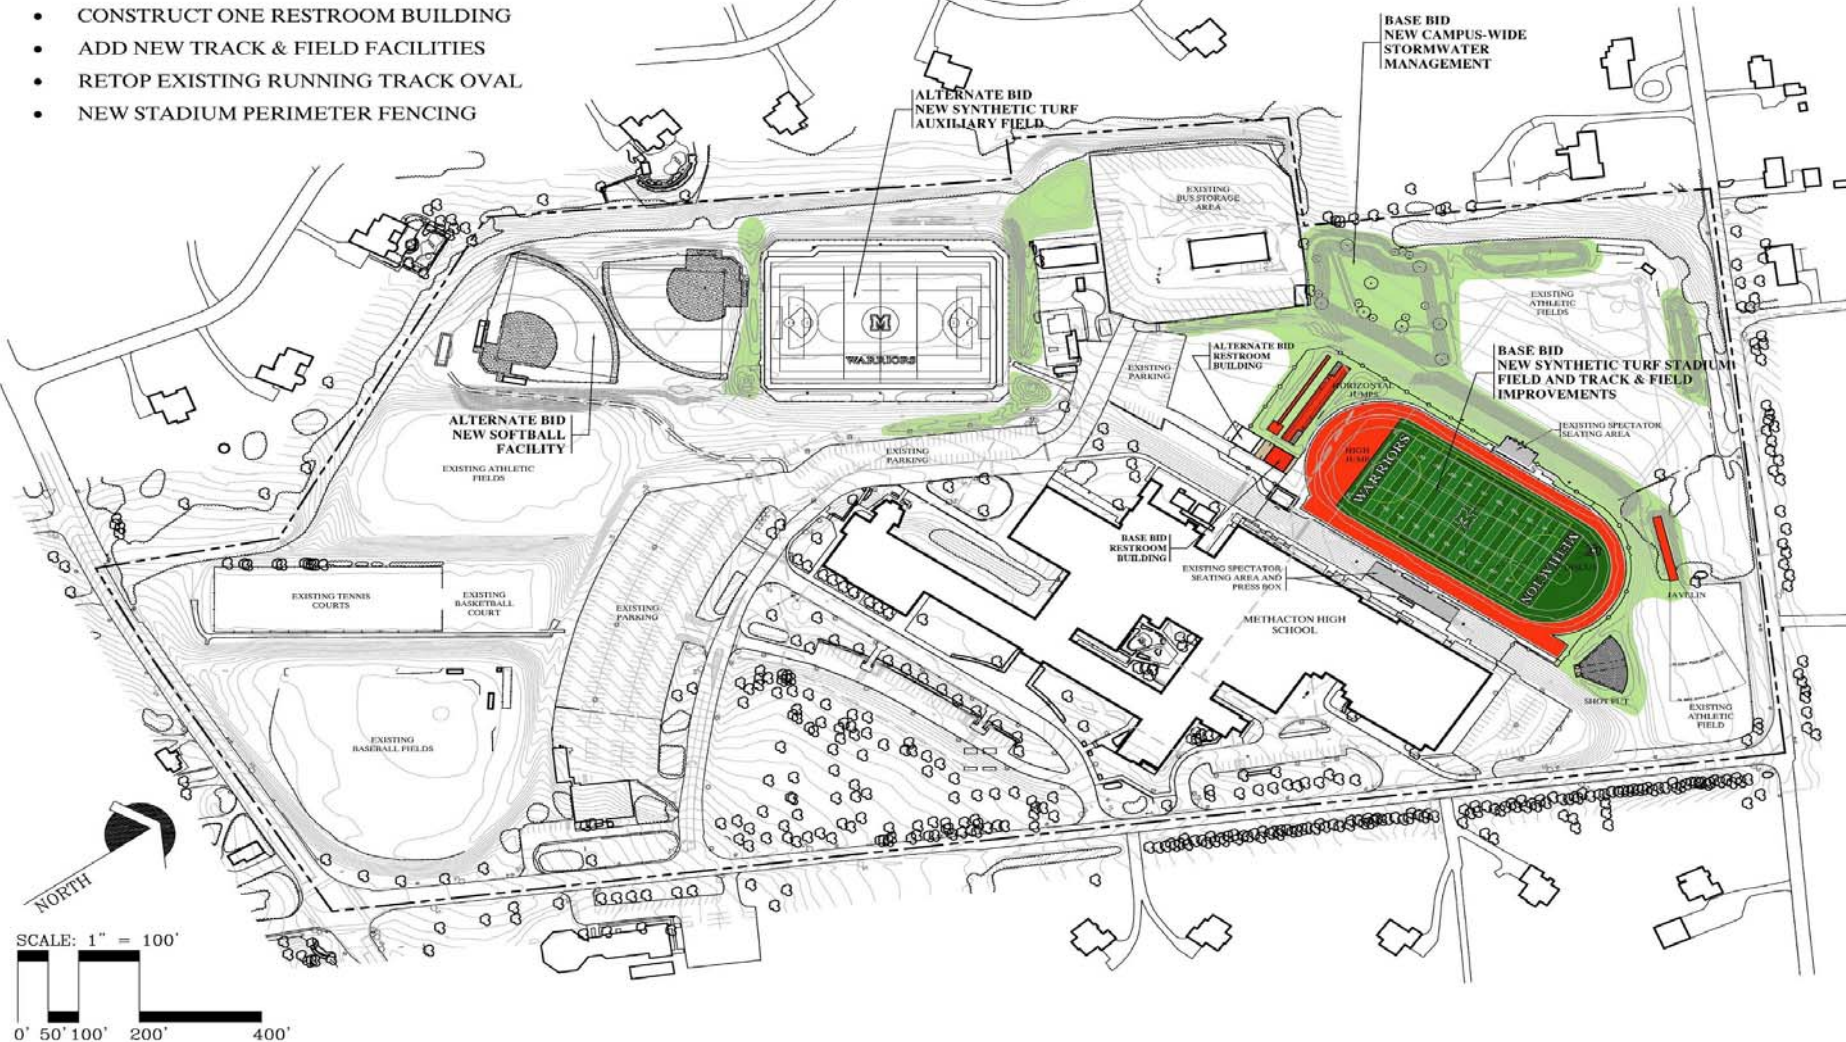 • CONSTRUCT ONE RESTROOM BUILDING
• ADD NEW TRACK & FIELD FACILITIES
• RETOP EXISTING RUNNING TRACK OVAL
• NEW STADIUM PERIMETER FENCING
BASE BID
NEW CAMPUS-WIDE
STORMWATER
MANAGEMENT
ALTERNATE BID
NEW SYNTHETIC TURF
AUXILIARY FIELD
EXISTING
BUS STORAGE
AREA
EXISTING
ATHLETIC
FIELDS
M
WARRIORS
ALTERNATE BID
RESTROOM
BUILDING
EXISTING
PARKING
HORIZONTAL
JUMPS
BASE BID
NEW SYNTHETIC TURF STADIUM
FIELD AND TRACK & FIELD
IMPROVEMENTS
ALTERNATE BID
NEW SOFTBALL
FACILITY
EXISTING ATHLETIC
FIELDS
EXISTING
PARKING
EXISTING SPECTATOR
SEATING AREA
HIGH
JUMP
WARRIORS
M
METHACTON
BASE BID
RESTROOM
BUILDING
EXISTING SPECTATOR
SEATING AREA AND
PRESS BOX
METHACTON HIGH
SCHOOL
JAVELIN
SHOT PUT
EXISTING
ATHLETIC
FIELD
EXISTING TENNIS
COURTS
EXISTING
BASKETBALL
COURT
EXISTING
PARKING
EXISTING
BASEBALL FIELDS
NORTH
SCALE: 1" = 100'
0' 50' 100' 200' 400'